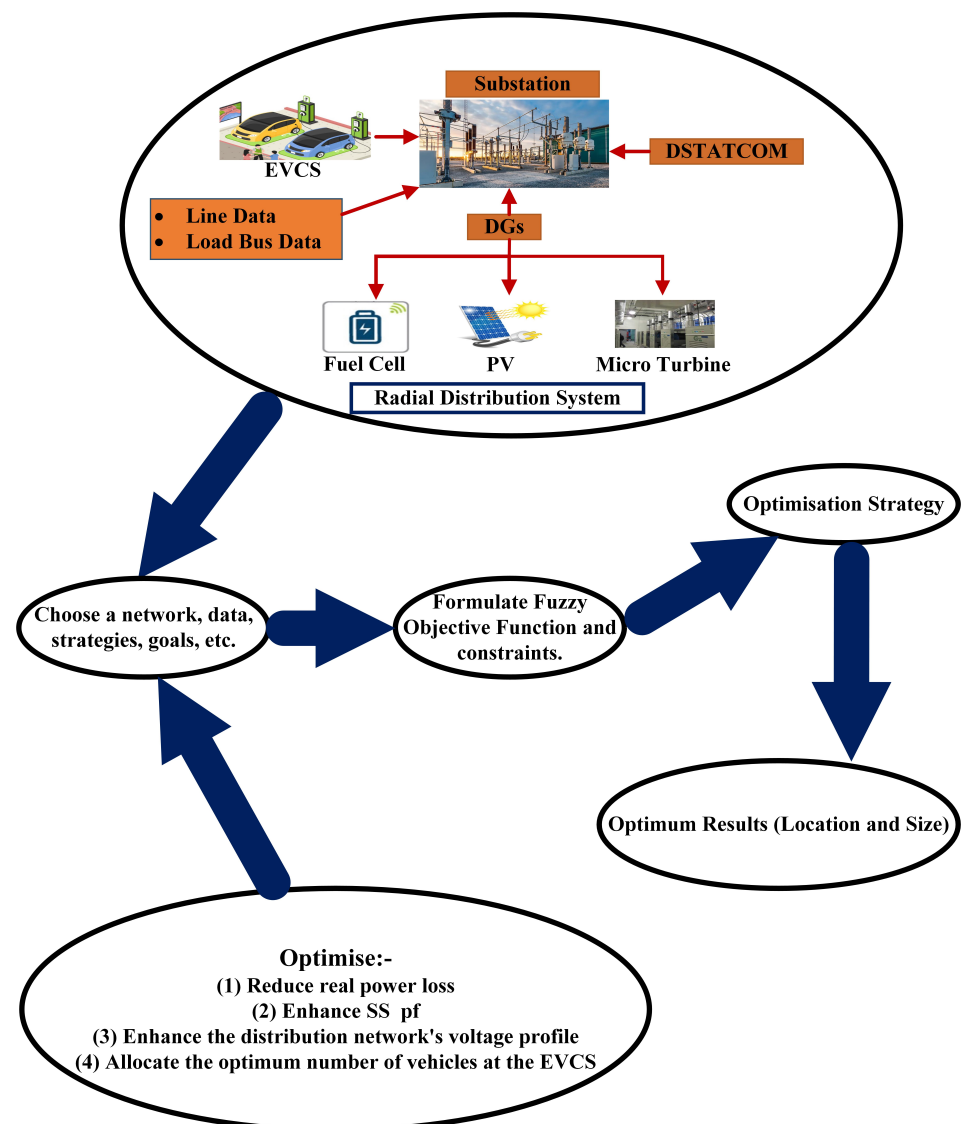 Substation
EVCS
DSTATCOM
• Line Data
• Load Bus Data
DGs
Fuel Cell
PV
Micro Turbine
Radial Distribution System
Optimisation Strategy
Choose a network, data,
strategies, goals, etc.
Formulate Fuzzy
Objective Function and
constraints.
Optimum Results (Location and Size)
Optimise:-
(1) Reduce real power loss
(2) Enhance SS pf
(3) Enhance the distribution network's voltage profile
(4) Allocate the optimum number of vehicles at the EVCS